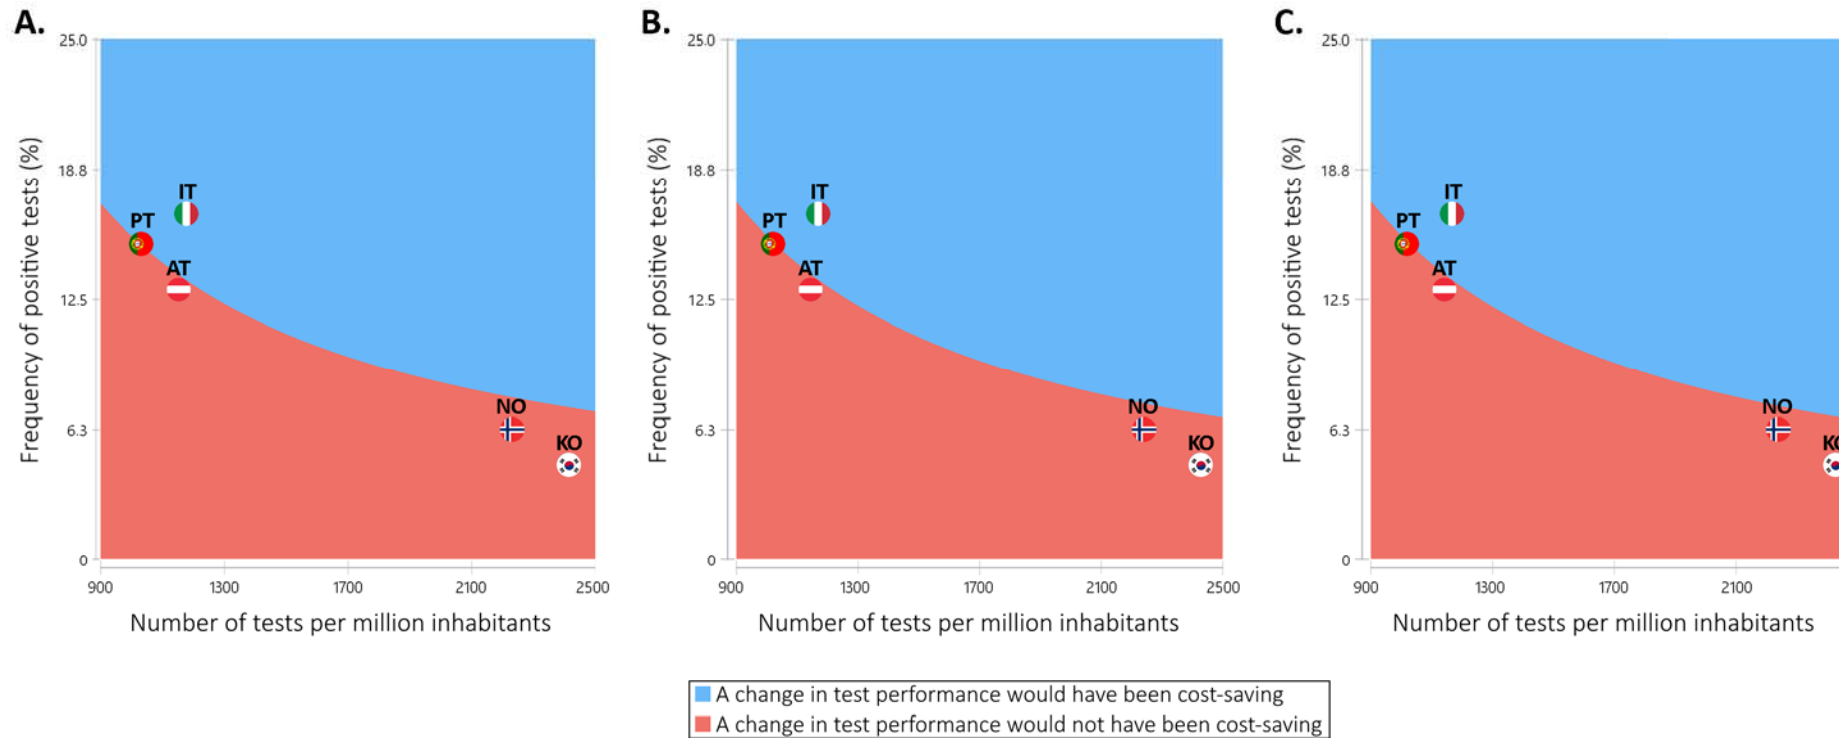 A.
Frequency of positive tests (%)
25.0
18.8
12.5
6.3
0
IT
PT
AT
NO
KO
900 1300 1700 2100 2500
Number of tests per million inhabitants
B.
Frequency of positive tests (%)
25.0
18.8
12.5
6.3
0
IT
PT
AT
NO
KO
900 1300 1700 2100 2500
Number of tests per million inhabitants
C.
Frequency of positive tests (%)
25.0
18.8
12.5
6.3
0
IT
PT
AT
NO
900 1300 1700 2100
Number of tests per million inhabitants
A change in test performance would have been cost-saving
A change in test performance would not have been cost-saving